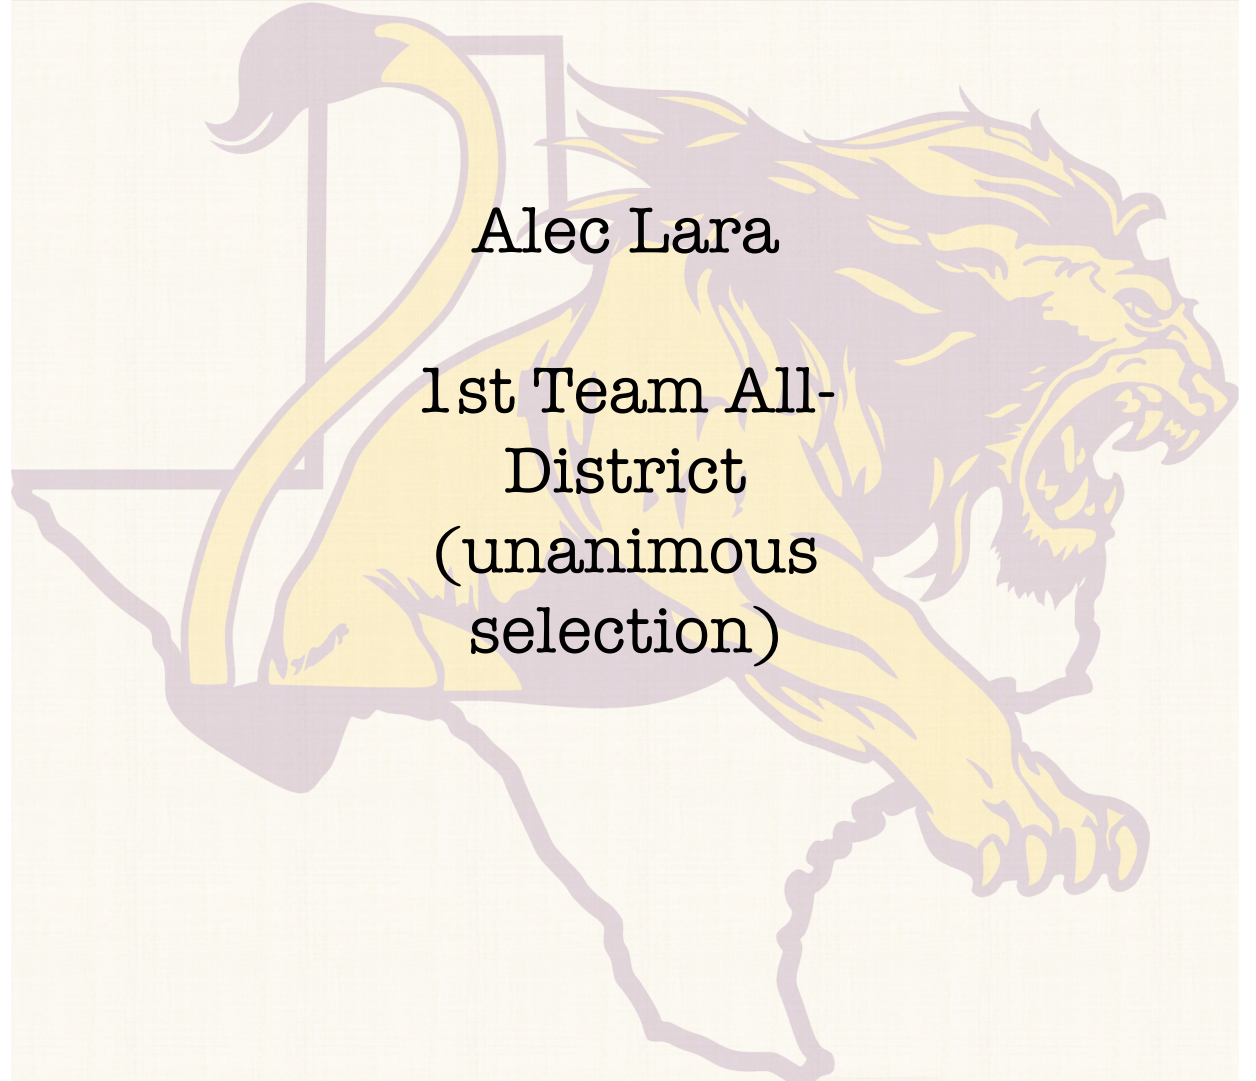 Alec Lara
1st Team All-
District
(unanimous
selection)